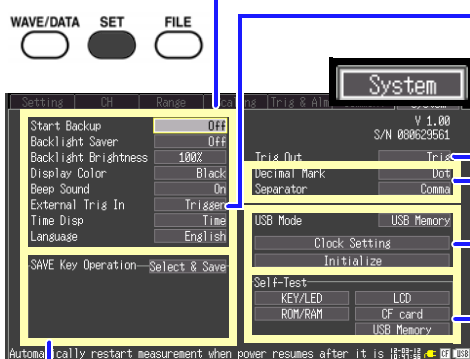 WAVE/DATA SET FILE
System
Setting CH Range Trig & Alm
V 1.00
S/N 080629561
Start Backup Off
Backlight Saver Off
Backlight Brightness 100%
Display Color Black
Beep Sound On
External Trig In Trigger
Time Disp Time
Language English
Trig Out Trig
Decimal Mark Dot
Separator Comma
SAVE Key Operation Select & Save
USB Mode USB Memory
Clock Setting
Initialize
Self-Test
KEY/LED LCD
ROM/RAM CF card
USB Memory
Automatically restart measurement when power resumes after it is
CF USB